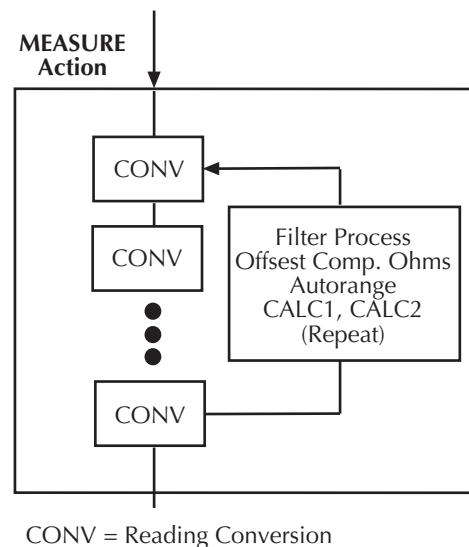 MEASURE
Action
CONV
CONV
CONV
Filter Process
Offsest Comp. Ohms
Autorange
CALC1, CALC2
(Repeat)
CONV = Reading Conversion